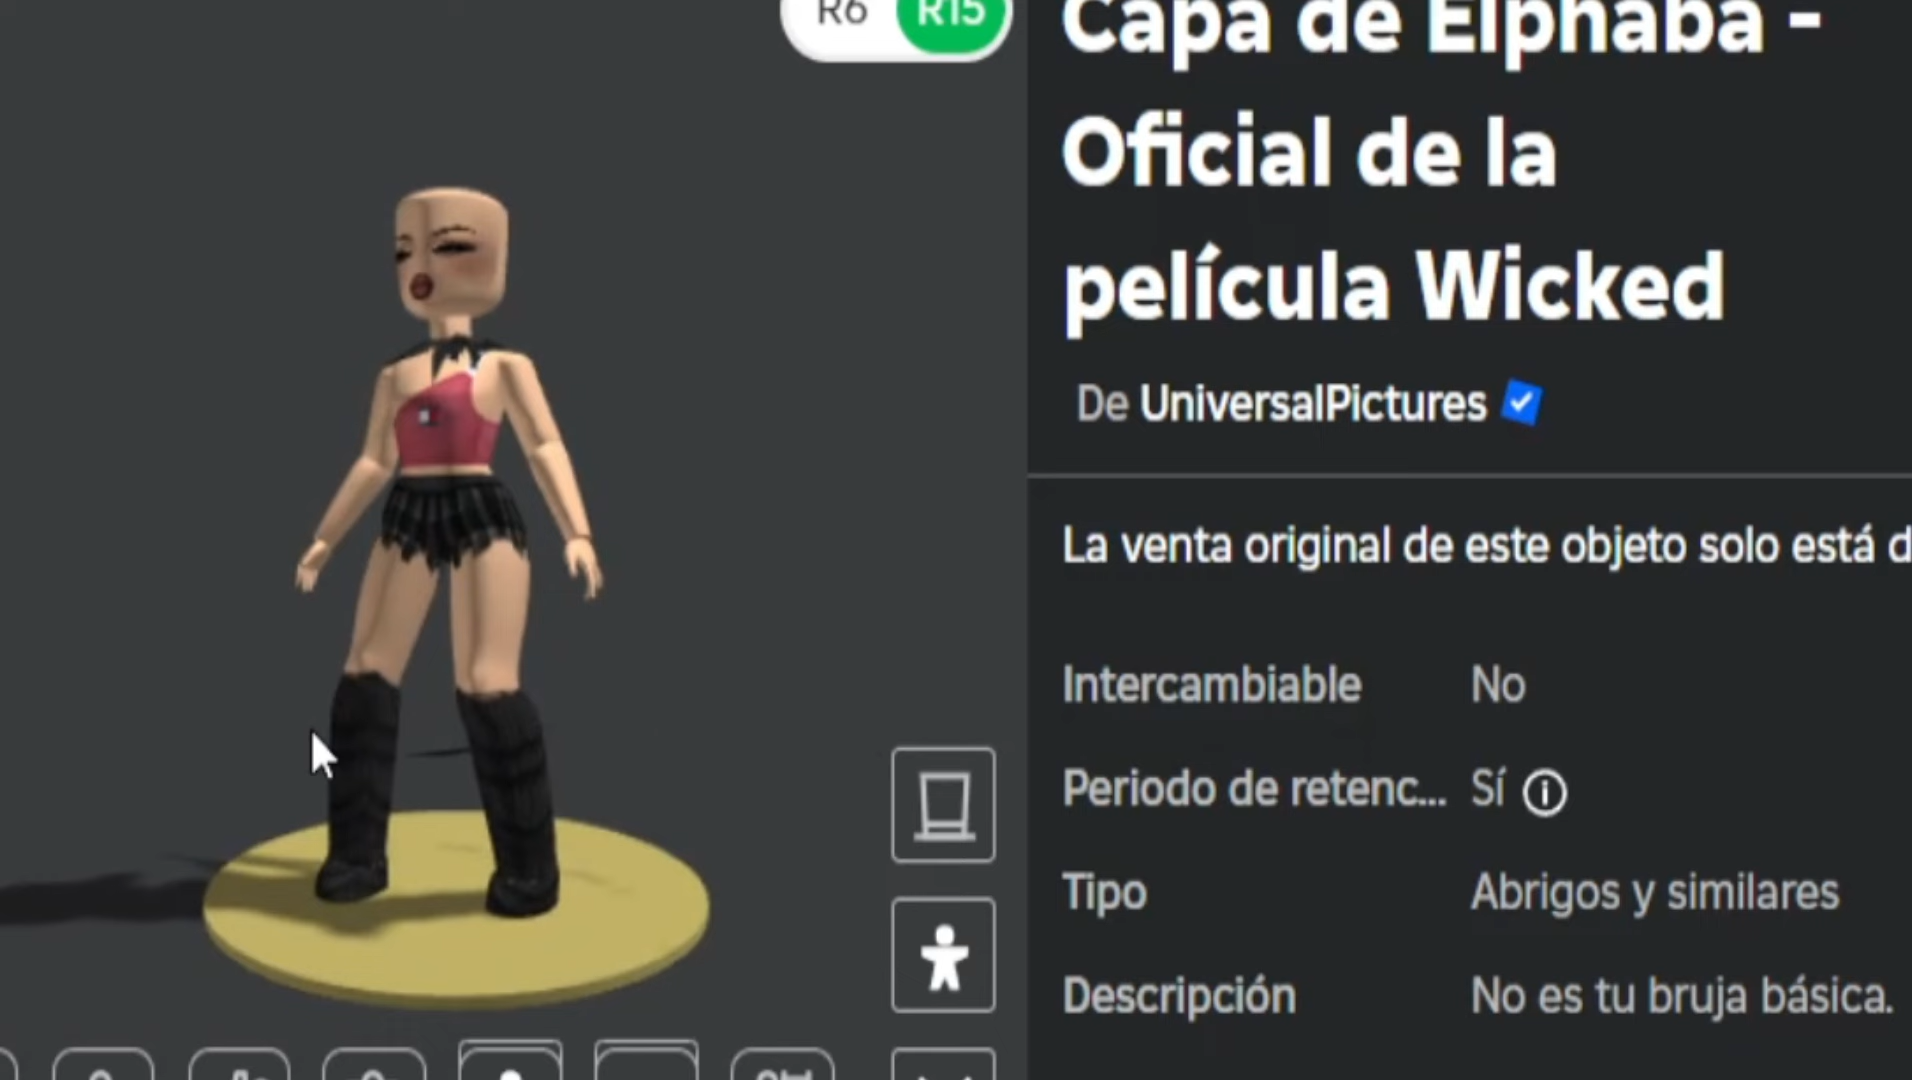 R6 R15
Capa de Elphaba -
Oficial de la
película Wicked
De UniversalPictures
La venta original de este objeto solo está d
Intercambiable No
Periodo de retenc... Sí
Tipo Abrigos y similares
Descripción No es tu bruja básica.